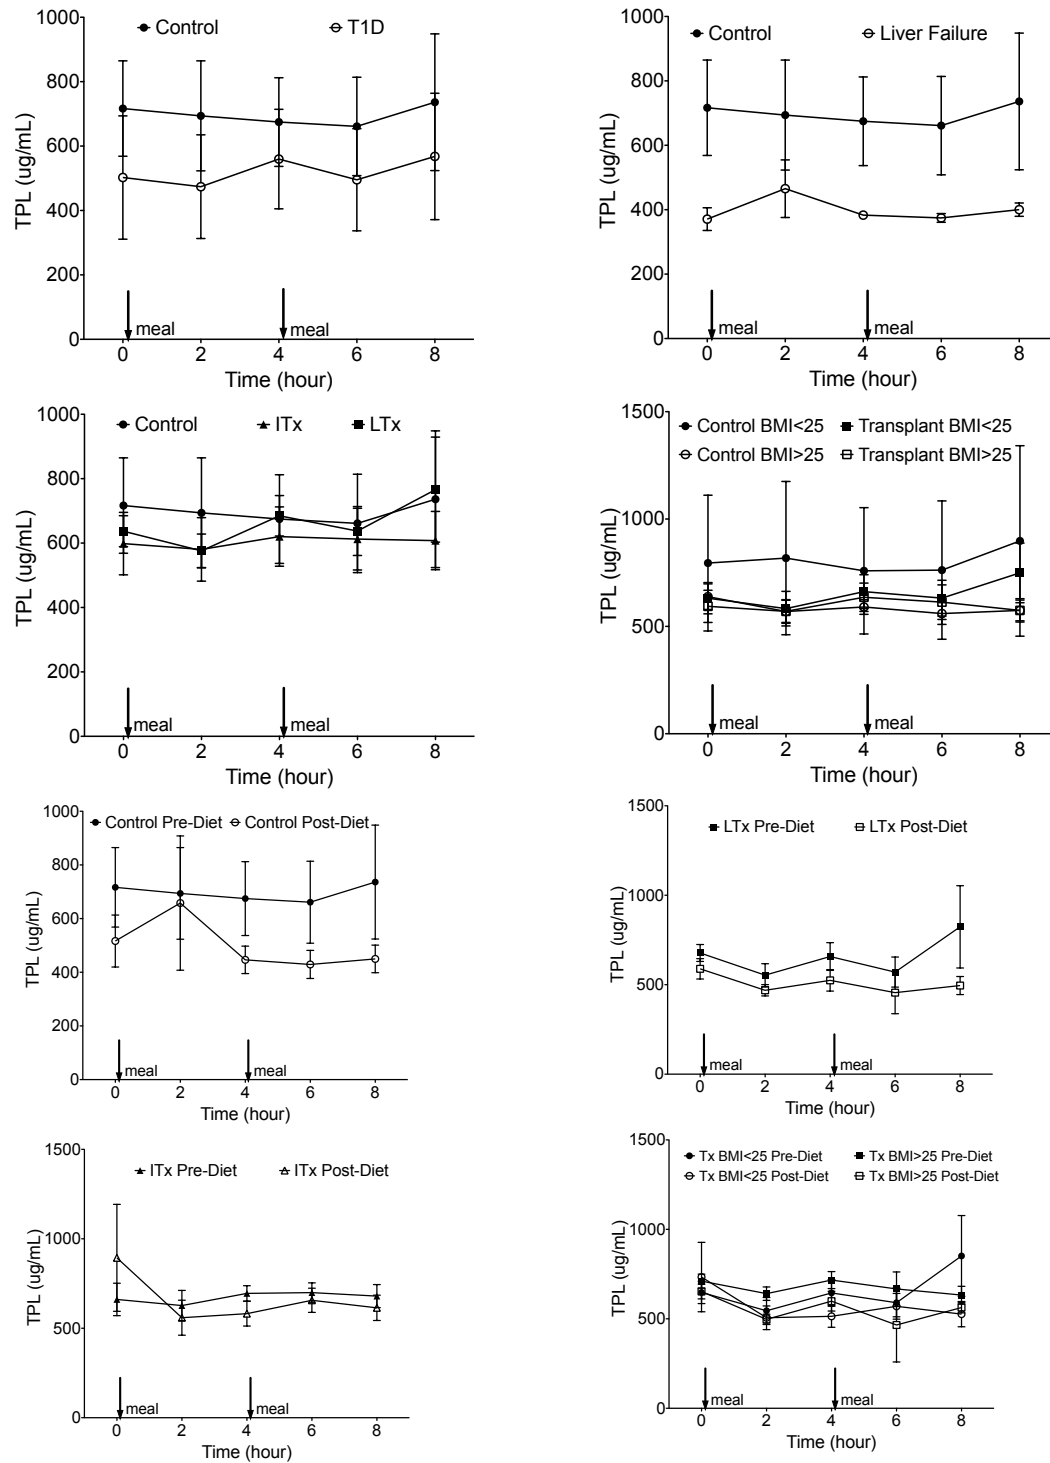 Control T1D
1000
800
600
400
200
0
TPL (ug/mL)
meal meal
0 2 4 6 8
Time (hour)
Control Liver Failure
1000
800
600
400
200
0
TPL (ug/mL)
meal meal
0 2 4 6 8
Time (hour)
Control ITx LTx
1000
800
600
400
200
0
TPL (ug/mL)
meal meal
0 2 4 6 8
Time (hour)
Control BMI<25 Transplant BMI<25
Control BMI>25 Transplant BMI>25
1500
1000
500
0
TPL (ug/mL)
meal meal
0 2 4 6 8
Time (hour)
Control Pre-Diet Control Post-Diet
1000
800
600
400
200
0
TPL (ug/mL)
meal meal
0 2 4 6 8
Time (hour)
LTx Pre-Diet LTx Post-Diet
1500
1000
500
0
TPL (ug/mL)
meal meal
0 2 4 6 8
Time (hour)
ITx Pre-Diet ITx Post-Diet
1500
1000
500
0
TPL (ug/mL)
meal meal
0 2 4 6 8
Time (hour)
Tx BMI<25 Pre-Diet Tx BMI>25 Pre-Diet
Tx BMI<25 Post-Diet Tx BMI>25 Post-Diet
1500
1000
500
0
TPL (ug/mL)
meal meal
0 2 4 6 8
Time (hour)